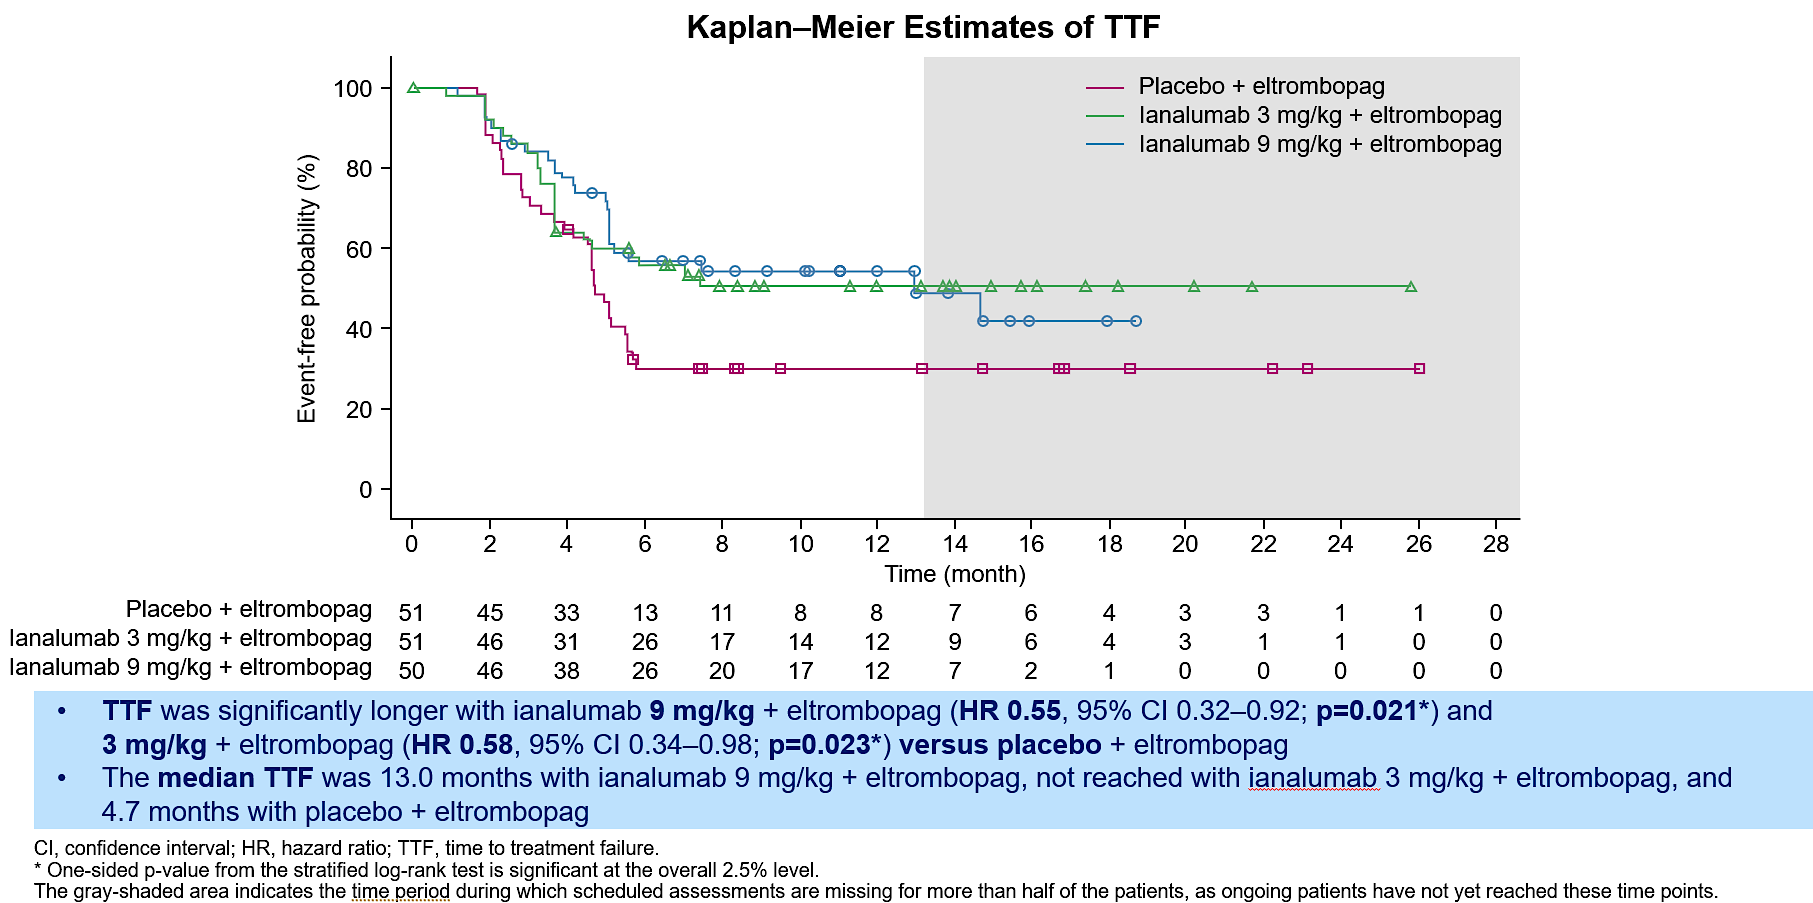 Kaplan–Meier Estimates of TTF
Event-free probability (%)
100
80
60
40
20
0
Placebo + eltrombopag
Ianalumab 3 mg/kg + eltrombopag
Ianalumab 9 mg/kg + eltrombopag
0 2 4 6 8 10 12 14 16 18 20 22 24 26 28
Time (month)
Placebo + eltrombopag 51 45 33 13 11 8 8 7 6 4 3 3 1 1 0
Ianalumab 3 mg/kg + eltrombopag 51 46 31 26 17 14 12 9 6 4 3 1 1 0 0
Ianalumab 9 mg/kg + eltrombopag 50 46 38 26 20 17 12 7 2 1 0 0 0 0 0
• TTF was significantly longer with ianalumab 9 mg/kg + eltrombopag (HR 0.55, 95% CI 0.32–0.92; p=0.021*) and
3 mg/kg + eltrombopag (HR 0.58, 95% CI 0.34–0.98; p=0.023*) versus placebo + eltrombopag
• The median TTF was 13.0 months with ianalumab 9 mg/kg + eltrombopag, not reached with ianalumab 3 mg/kg + eltrombopag, and
4.7 months with placebo + eltrombopag
CI, confidence interval; HR, hazard ratio; TTF, time to treatment failure.
* One-sided p-value from the stratified log-rank test is significant at the overall 2.5% level.
The gray-shaded area indicates the time period during which scheduled assessments are missing for more than half of the patients, as ongoing patients have not yet reached these time points.